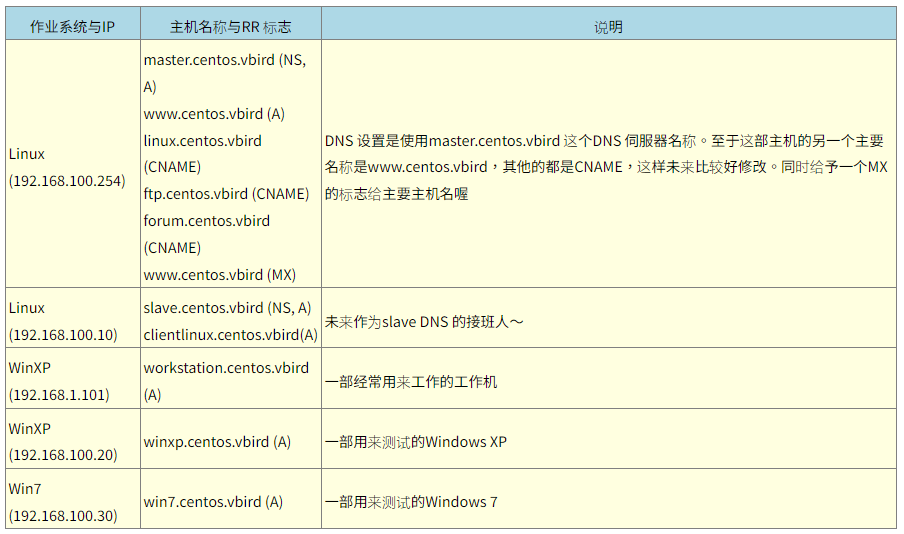 作业系统与IP
主机名称与RR 标志
说明
Linux
(192.168.100.254)
master.centos.vbird (NS,
A)
www.centos.vbird (A)
linux.centos.vbird
(CNAME)
ftp.centos.vbird (CNAME)
forum.centos.vbird
(CNAME)
www.centos.vbird (MX)
DNS 设置是使用master.centos.vbird 这个DNS 伺服器名称。至于这部主机的另一个主要
名称是www.centos.vbird，其他的都是CNAME，这样未来比较好修改。同时给予一个MX
的标志给主要主机名喔
Linux
(192.168.100.10)
slave.centos.vbird (NS, A)
clientlinux.centos.vbird(A)
未来作为slave DNS 的接班人～
WinXP
(192.168.1.101)
workstation.centos.vbird
(A)
一部经常用来工作的工作机
WinXP
(192.168.100.20)
winxp.centos.vbird (A)
一部用来测试的Windows XP
Win7
(192.168.100.30)
win7.centos.vbird (A)
一部用来测试的Windows 7